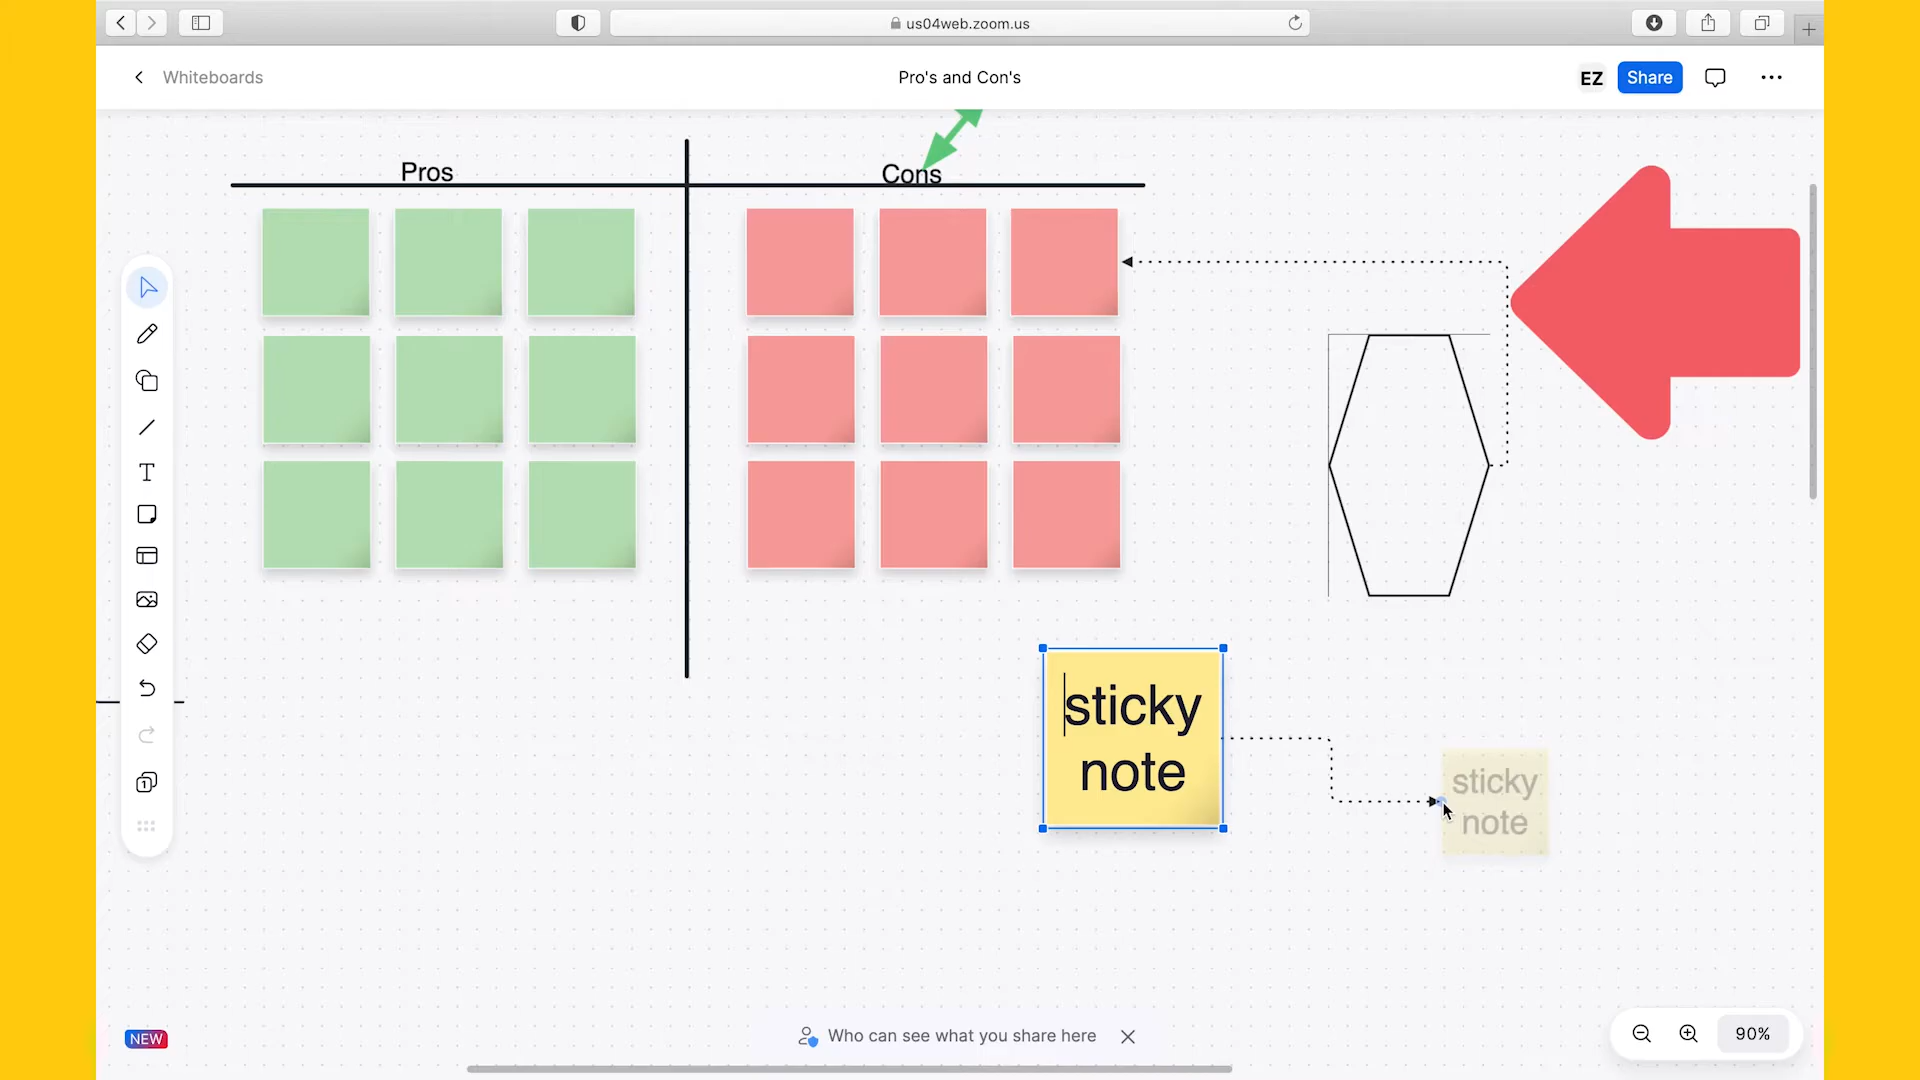 us04web.zoom.us
Whiteboards
Pro's and Con's
EZ
Share
Pros
Cons
T
sticky
note
sticky
note
1
NEW
Who can see what you share here
90%